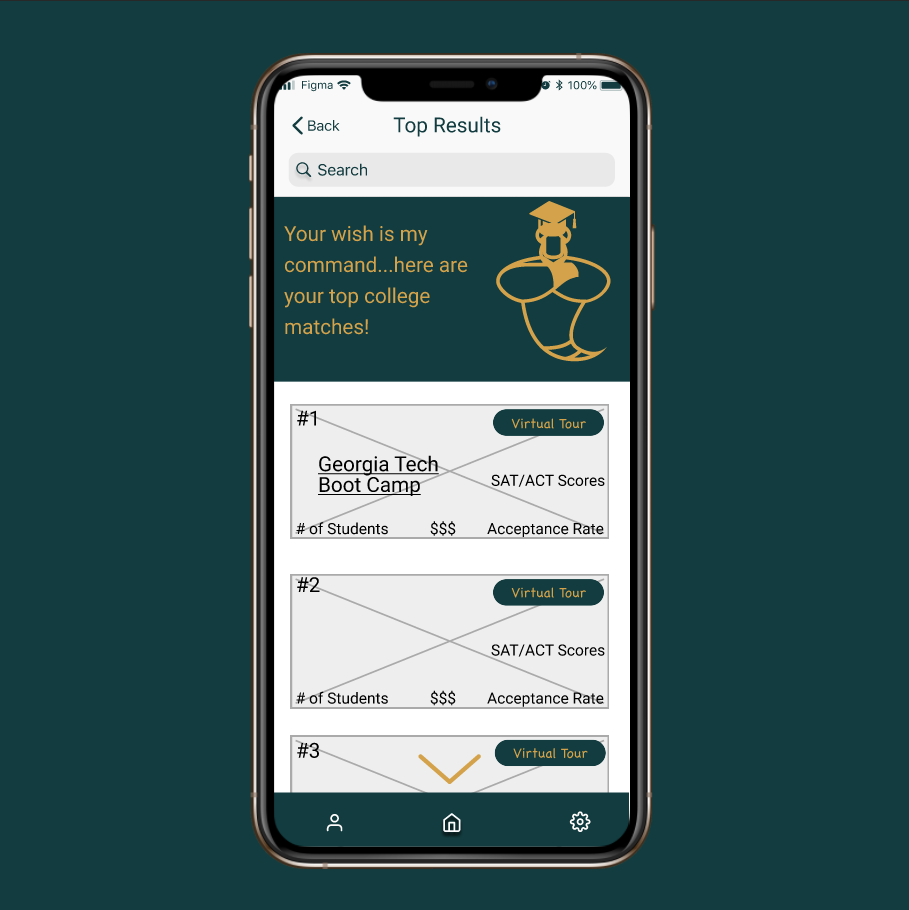 Figma 100%
Back Top Results
Search
Your wish is my
command...here are
your top college
matches!
#1 Virtual Tour
Georgia Tech
Boot Camp
SAT/ACT Scores
# of Students $$$ Acceptance Rate
#2 Virtual Tour
SAT/ACT Scores
# of Students $$$ Acceptance Rate
#3 Virtual Tour